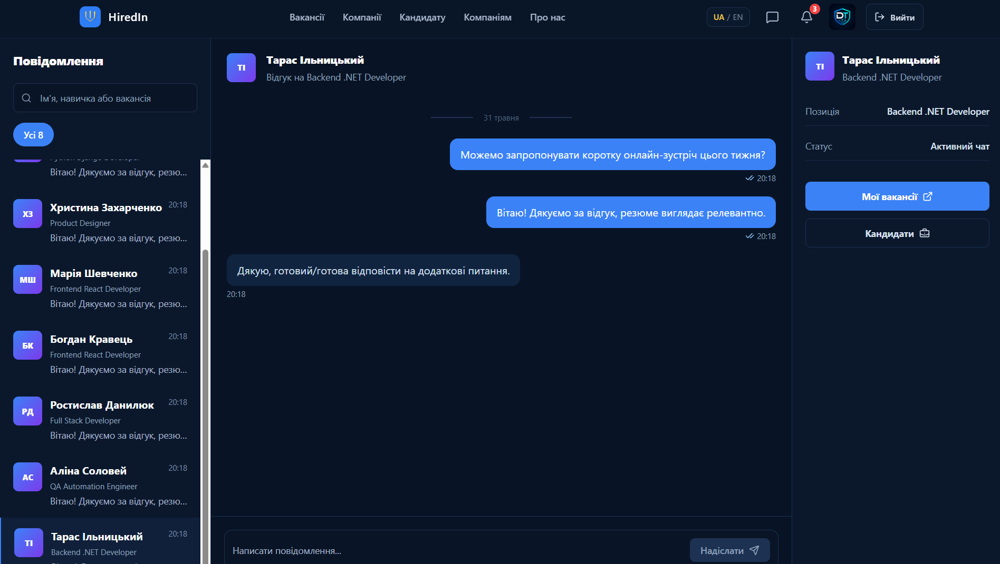 HiredIn
Вакансії
Компанії
Кандидату
Компаніям
Про нас
UA / EN
3
DT
Вийти
Повідомлення
Ім'я, навичка або вакансія
Усі 8
Вітаю! Дякуємо за відгук, резю...
ХЗ
Христина Захарченко
20:18
Product Designer
Вітаю! Дякуємо за відгук, резю...
МШ
Марія Шевченко
20:18
Frontend React Developer
Вітаю! Дякуємо за відгук, резю...
БК
Богдан Кравець
20:18
Frontend React Developer
Вітаю! Дякуємо за відгук, резю...
РД
Ростислав Данилюк
20:18
Full Stack Developer
Вітаю! Дякуємо за відгук, резю...
АС
Аліна Соловей
20:18
QA Automation Engineer
Вітаю! Дякуємо за відгук, резю...
ТІ
Тарас Ільницький
20:18
Backend .NET Developer
ТІ
Тарас Ільницький
Відгук на Backend .NET Developer
31 травня
Можемо запропонувати коротку онлайн-зустріч цього тижня?
20:18
Вітаю! Дякуємо за відгук, резюме виглядає релевантно.
20:18
Дякую, готовий/готова відповісти на додаткові питання.
20:18
Написати повідомлення...
Надіслати
ТІ
Тарас Ільницький
Backend .NET Developer
Позиція
Backend .NET Developer
Статус
Активний чат
Мої вакансії
Кандидати